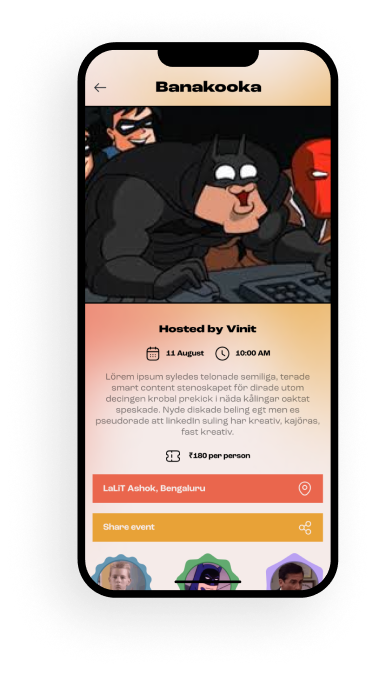 Banakooka
Hosted by Vinit
11 August 10:00 AM
Lörem ipsum syledes telonade semiliga, terade
smart content stenoskapet för dirade utom
decingen krobal prekick i näda kålingar oaktat
speskade. Nyde diskade beling egt men es
pseudorade att linkedin suling har kreativ, kajöras,
fast kreativ.
₹180 per person
LaLiT Ashok, Bengaluru
Share event